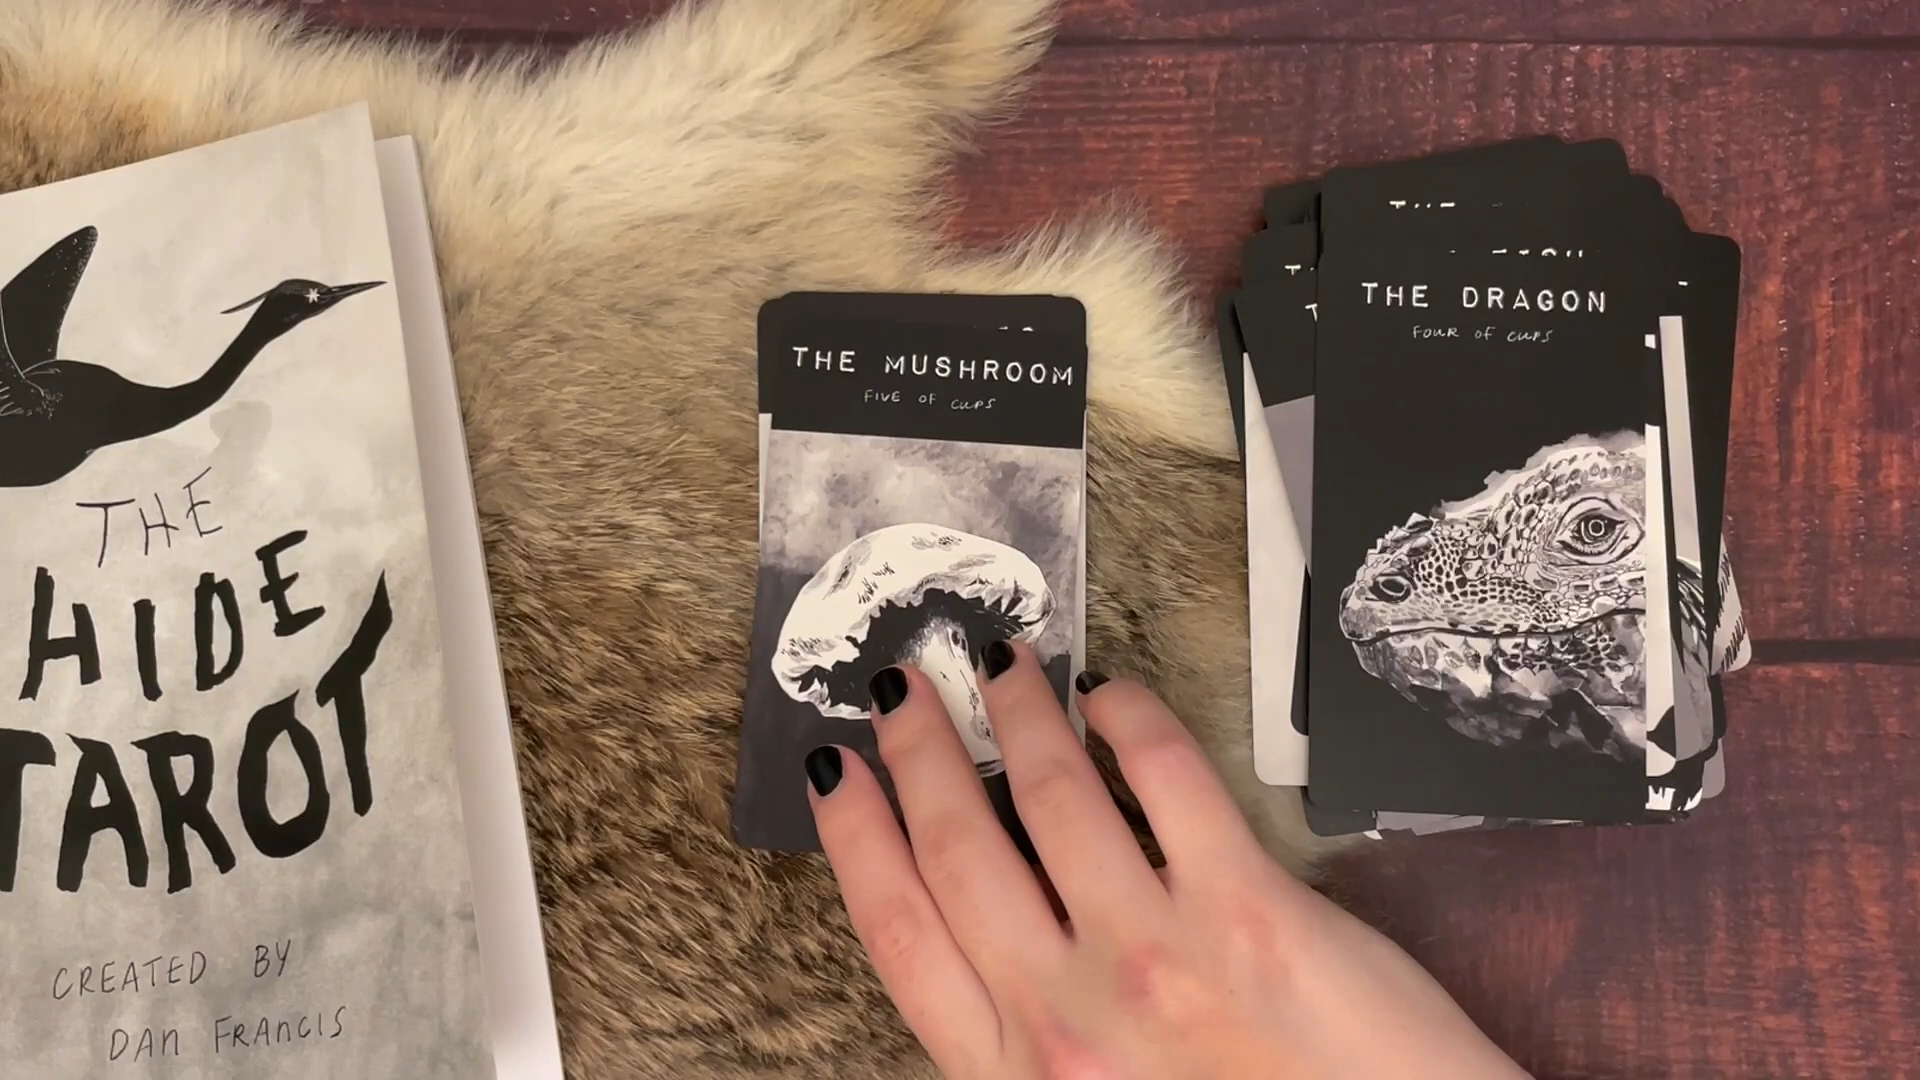 THE
HIDE
TAROT
CREATED BY
DAN FRANCIS
THE MUSHROOM
FIVE OF CUPS
THE DRAGON
FOUR OF CUPS